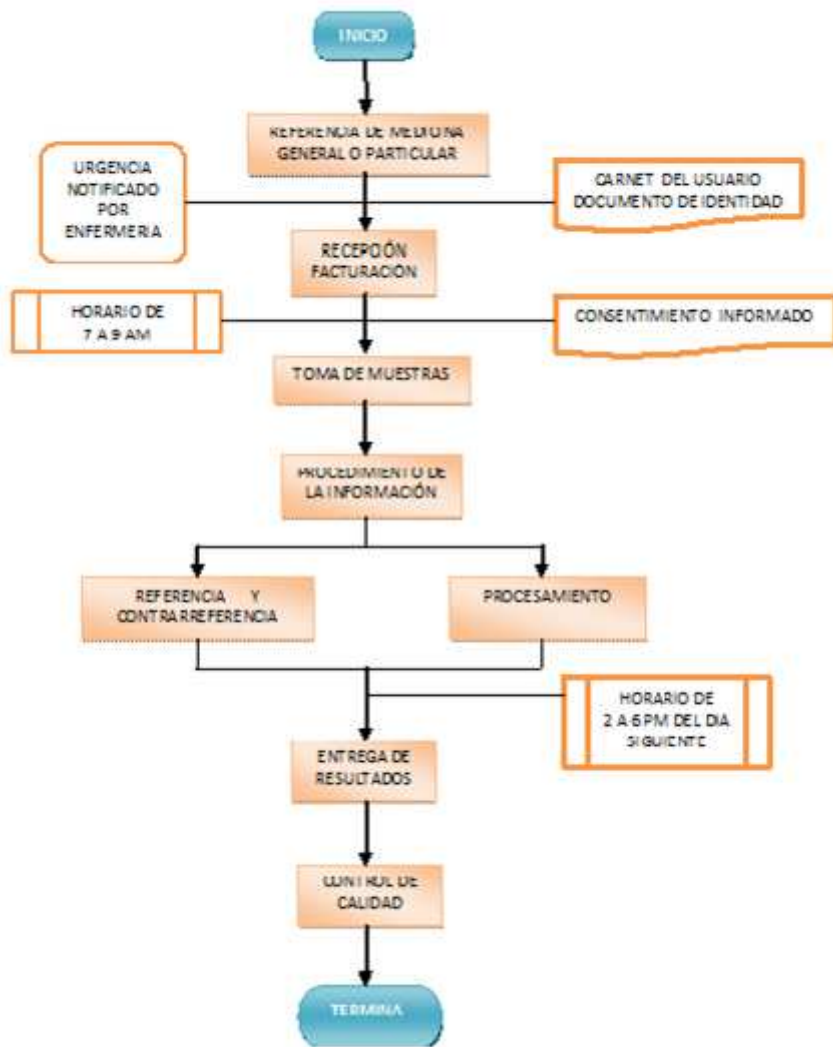 INICIO
REFERENCIA DE MEDICINA
GENERAL O PARTICULAR
URGENCIA
NOTIFICADO
POR
ENFERMERIA
CARNET DEL USUARIO
DOCUMENTO DE IDENTIDAD
RECEPCIÓN
FACTURACIÓN
HORARIO DE
7 A 9 AM
CONSENTIMIENTO INFORMADO
TOMA DE MUESTRAS
PROCEDIMIENTO DE
LA INFORMACIÓN
REFERENCIA Y
CONTRARREFERENCIA
PROCESAMIENTO
HORARIO DE
2 A 6 PM DEL DIA
SIGUIENTE
ENTREGA DE
RESULTADOS
CONTROL DE
CALIDAD
TERMINA